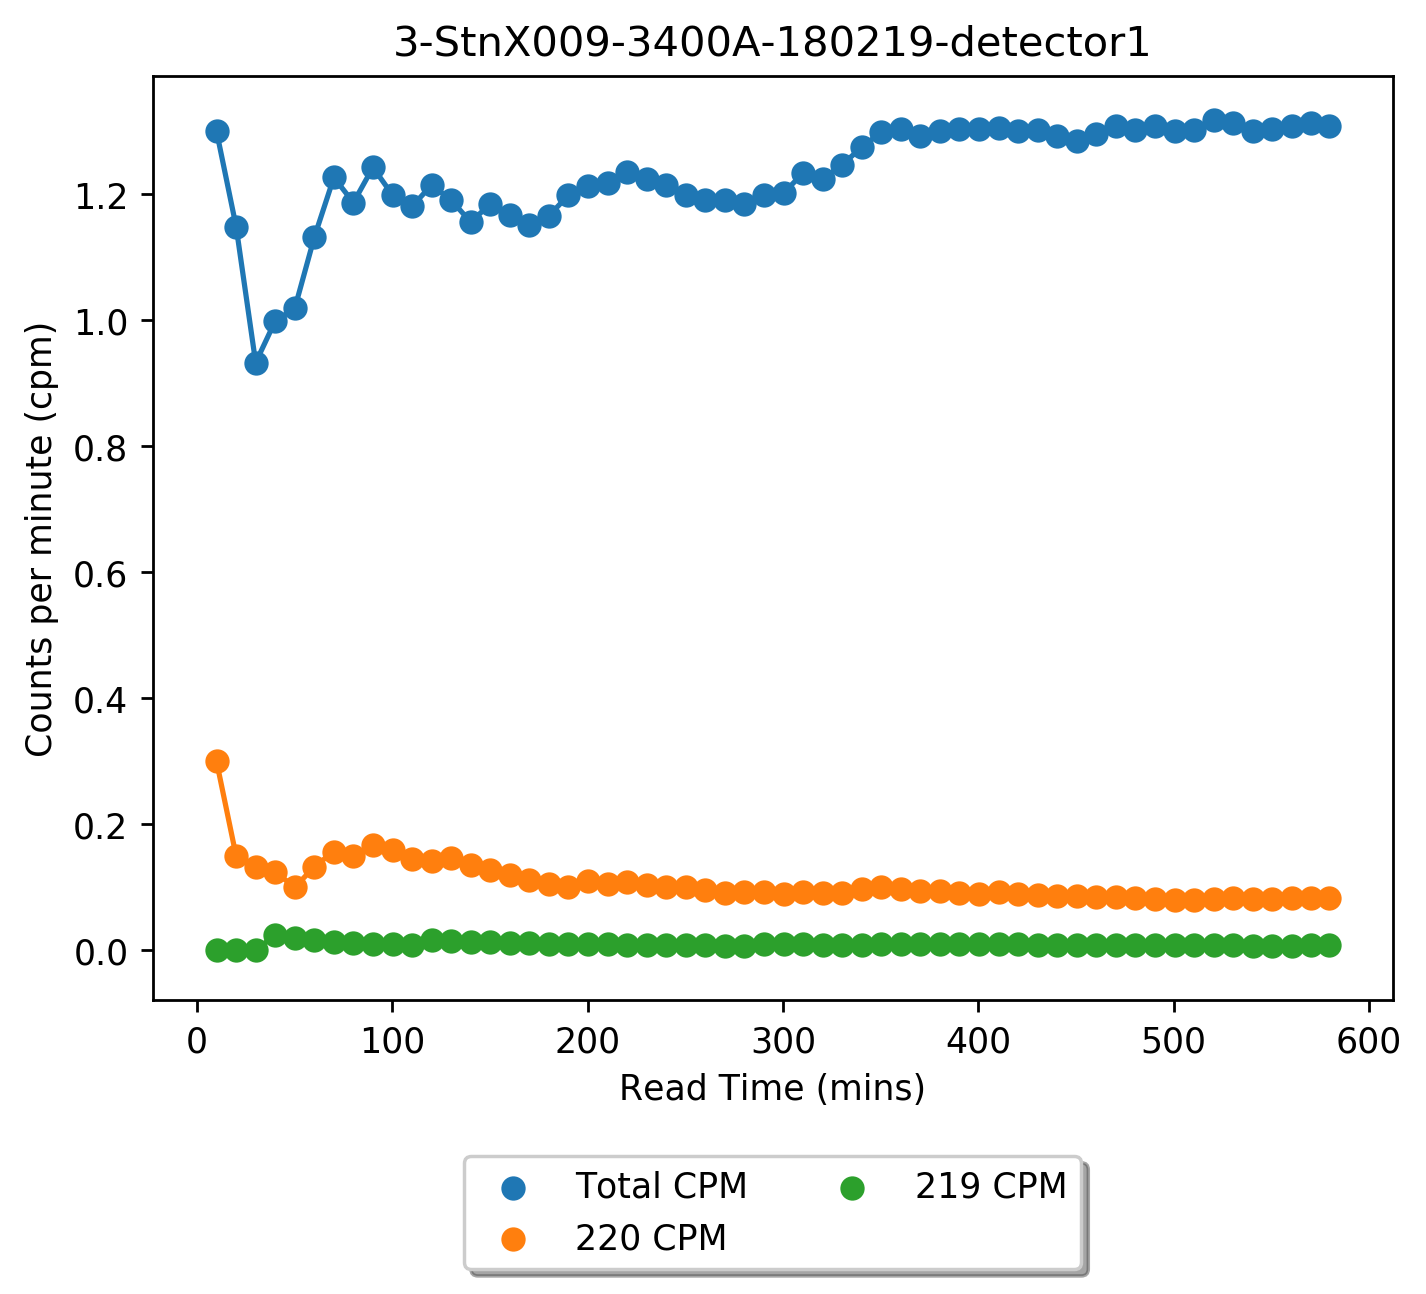 3-StnX009-3400A-180219-detector1
Counts per minute (cpm)
1.2
1.0
0.8
0.6
0.4
0.2
0.0
0 100 200 300 400 500 600
Read Time (mins)
Total CPM 219 CPM
220 CPM